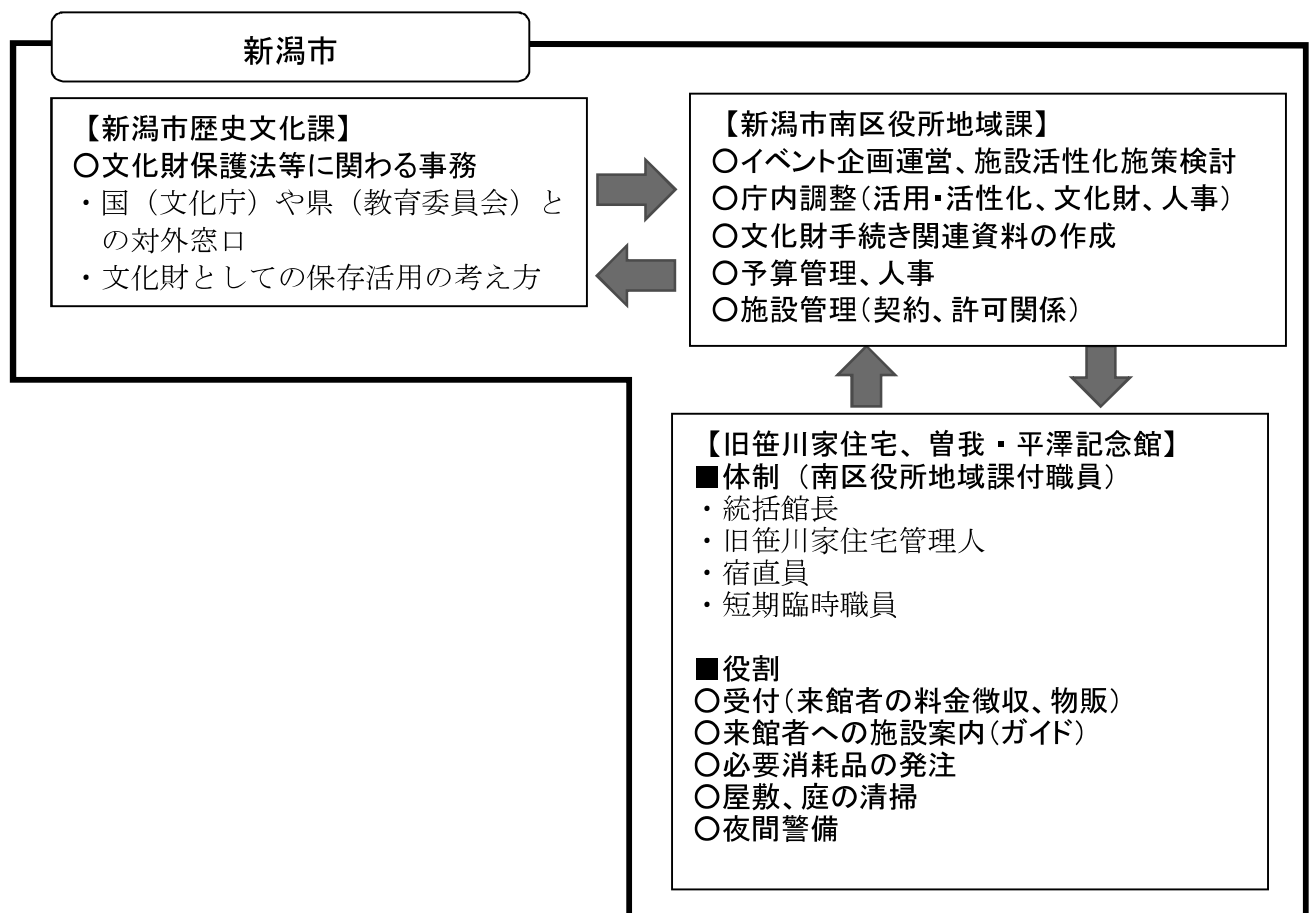 新潟市
【新潟市歴史文化課】
〇文化財保護法等に関わる事務
・国（文化庁）や県（教育委員会）と
の対外窓口
・文化財としての保存活用の考え方
【新潟市南区役所地域課】
〇イベント企画運営、施設活性化施策検討
〇庁内調整（活用・活性化、文化財、人事）
〇文化財手続き関連資料の作成
〇予算管理、人事
〇施設管理（契約、許可関係）
【旧笹川家住宅、曽我・平澤記念館】
■体制（南区役所地域課付職員）
・統括館長
・旧笹川家住宅管理人
・宿直員
・短期臨時職員
■役割
〇受付（来館者の料金徴収、物販）
〇来館者への施設案内（ガイド）
〇必要消耗品の発注
〇屋敷、庭の清掃
〇夜間警備